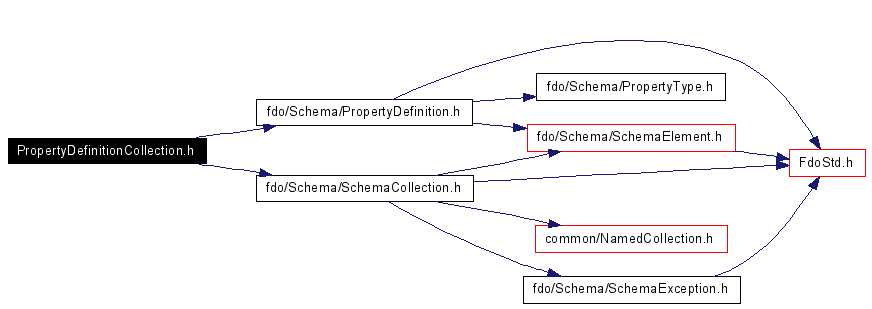 fdo/Schema/PropertyType.h
fdo/Schema/PropertyDefinition.h
fdo/Schema/SchemaElement.h
PropertyDefinitionCollection.h
FdoStd.h
fdo/Schema/SchemaCollection.h
common/NamedCollection.h
fdo/Schema/SchemaException.h